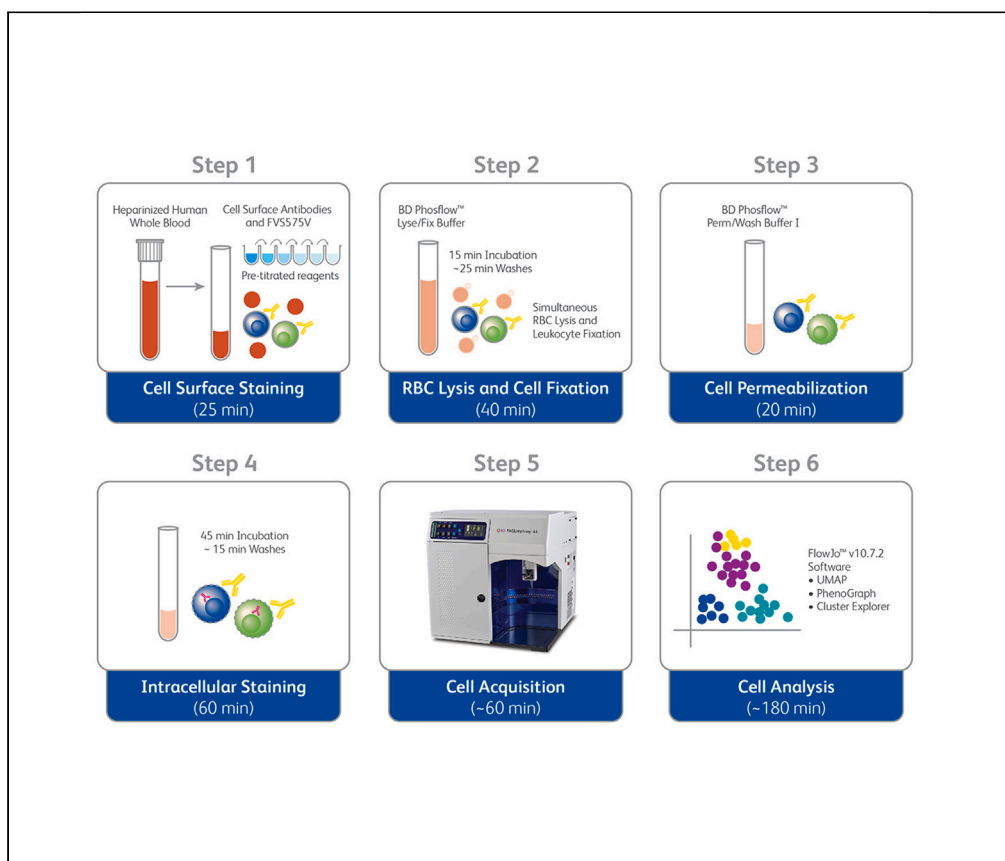 Step 1
Heparinized Human
Whole Blood
Cell Surface Antibodies
and FVS575V
Pre-titrated reagents
Cell Surface Staining
(25 min)
Step 2
BD Phosflow™
Lyse/Fix Buffer
15 min Incubation
~25 min Washes
Simultaneous
RBC Lysis and
Leukocyte Fixation
RBC Lysis and Cell Fixation
(40 min)
Step 3
BD Phosflow™
Perm/Wash Buffer I
Cell Permeabilization
(20 min)
Step 4
45 min Incubation
~ 15 min Washes
Intracellular Staining
(60 min)
Step 5
Cell Acquisition
(~60 min)
Step 6
FlowJo™ v10.7.2
Software
• UMAP
• PhenoGraph
• Cluster Explorer
Cell Analysis
(~180 min)